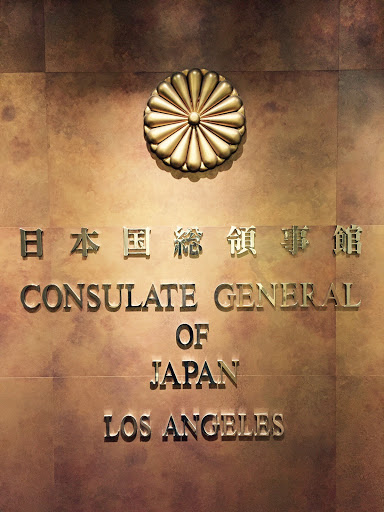 日本国総領事館
CONSULATE GENERAL
OF
JAPAN
LOS ANGELES